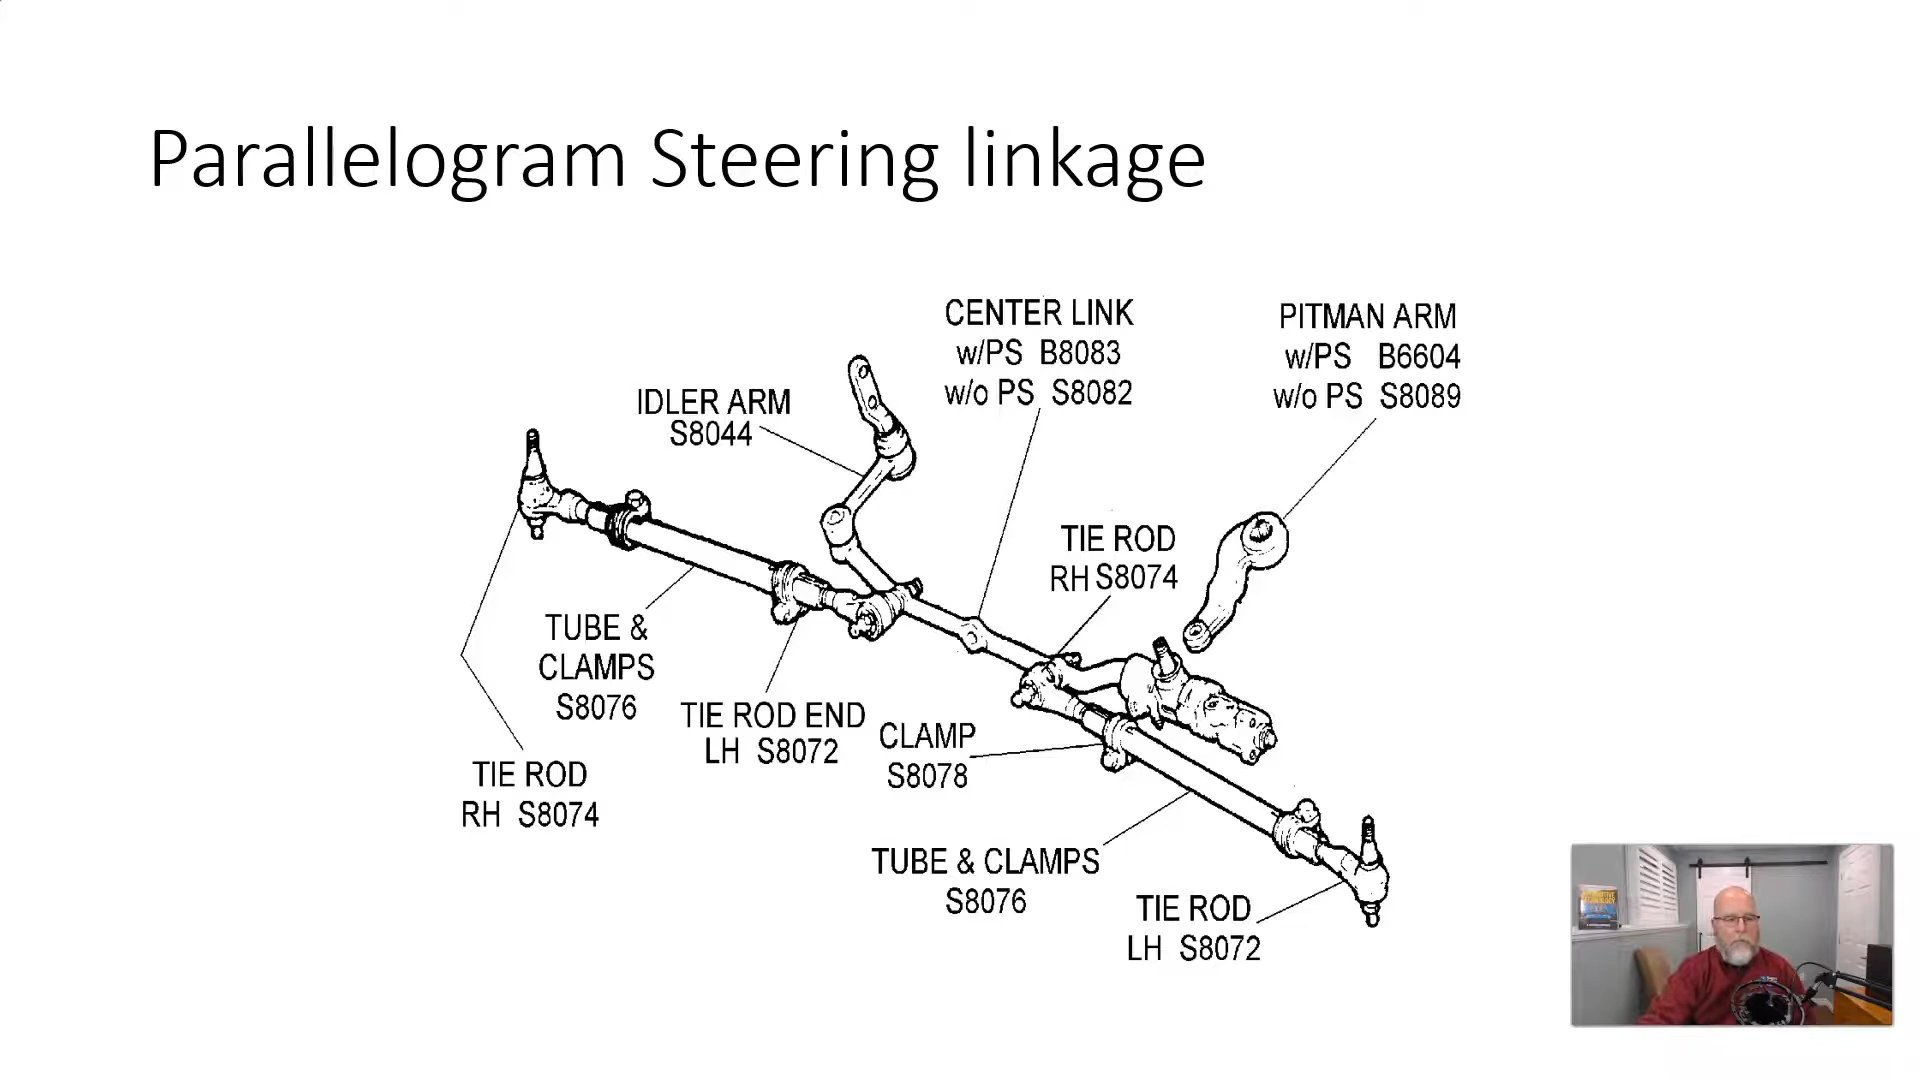 Parallelogram Steering linkage
CENTER LINK
w/PS B8083
w/o PS S8082
PITMAN ARM
w/PS B6604
w/o PS S8089
IDLER ARM
S8044
TIE ROD
RH S8074
TUBE &
CLAMPS
S8076
TIE ROD END
LH S8072
CLAMP
S8078
TIE ROD
RH S8074
TUBE & CLAMPS
S8076
TIE ROD
LH S8072